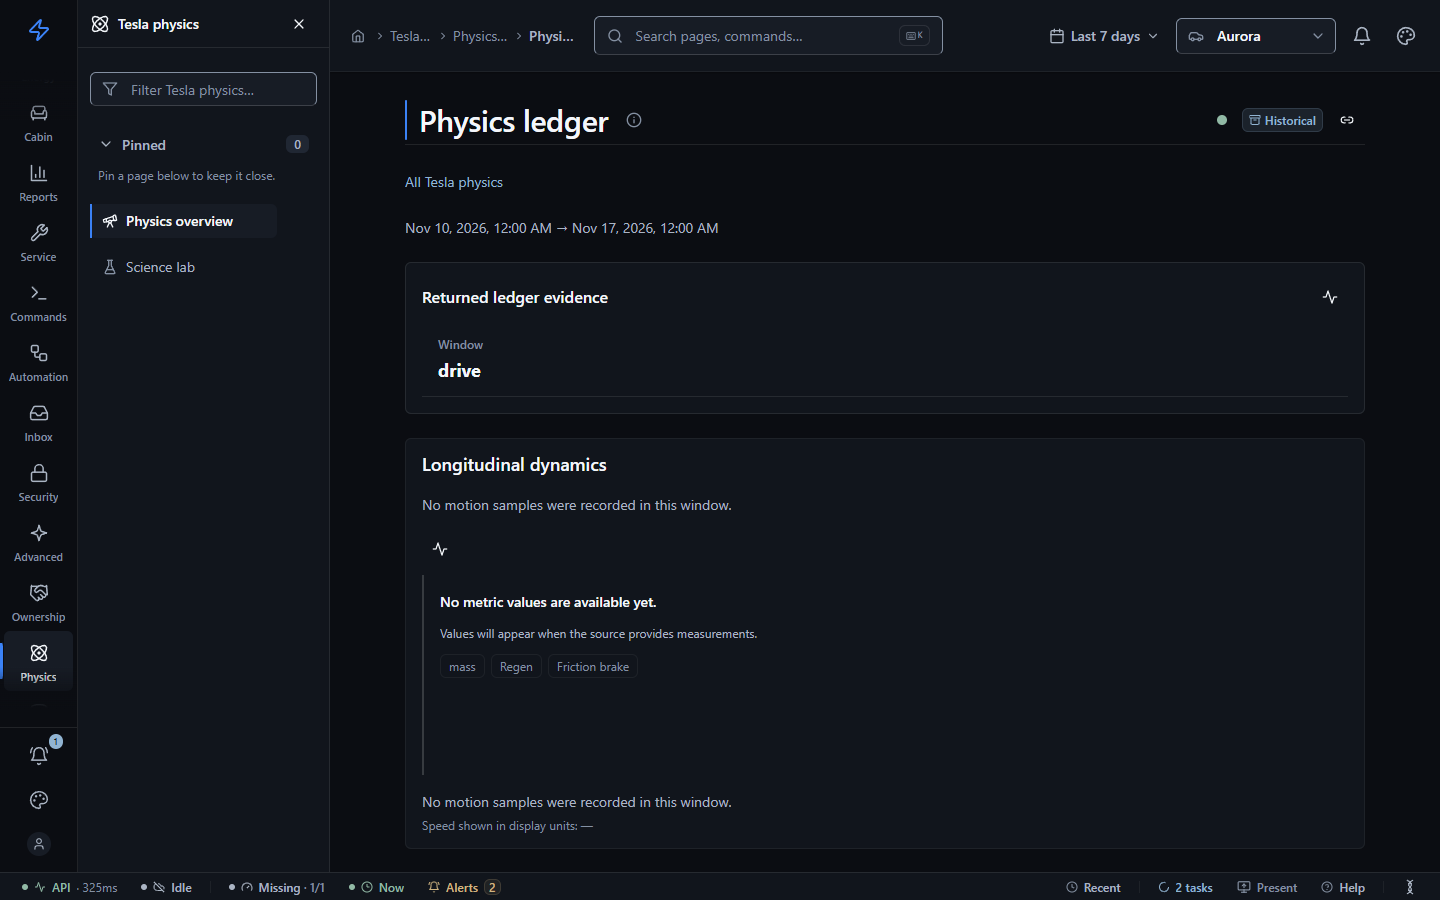 Tesla physics
Filter Tesla physics...
Pinned
0
Pin a page below to keep it close.
Physics overview
Science lab
Cabin
Reports
Service
Commands
Automation
Inbox
Security
Advanced
Ownership
Physics
1
Tesla...
Physics...
Physi...
Search pages, commands...
K
Last 7 days
Aurora
Physics ledger
Historical
All Tesla physics
Nov 10, 2026, 12:00 AM → Nov 17, 2026, 12:00 AM
Returned ledger evidence
Window
drive
Longitudinal dynamics
No motion samples were recorded in this window.
No metric values are available yet.
Values will appear when the source provides measurements.
mass
Regen
Friction brake
No motion samples were recorded in this window.
Speed shown in display units: —
API · 325ms
Idle
Missing · 1/1
Now
Alerts 2
Recent
2 tasks
Present
Help